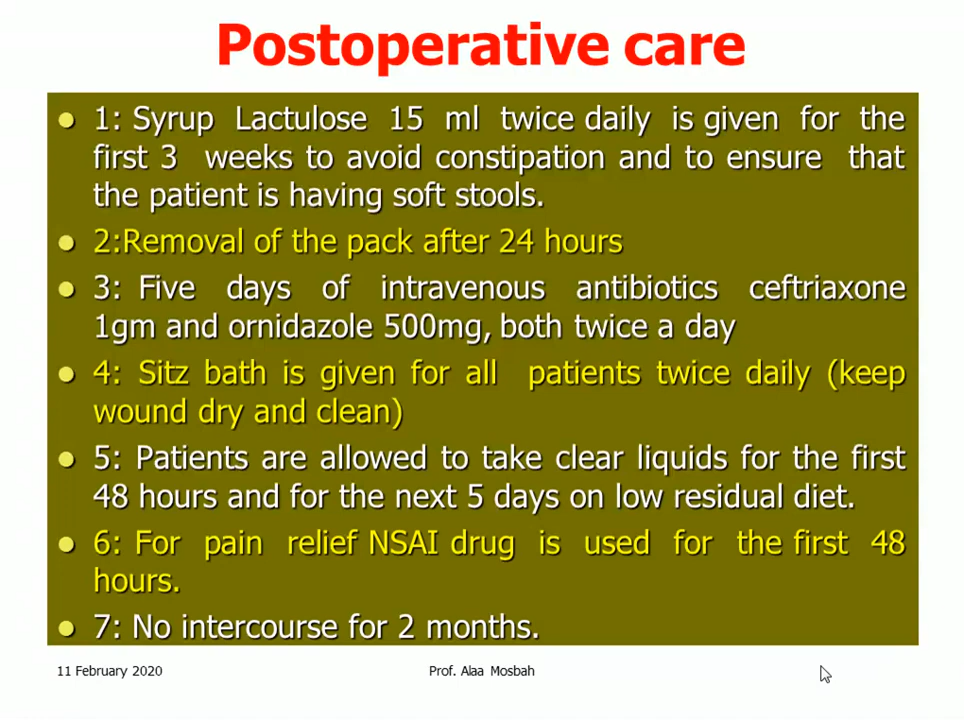 Postoperative care
1: Syrup Lactulose 15 ml twice daily is given for the
first 3 weeks to avoid constipation and to ensure that
the patient is having soft stools.
2:Removal of the pack after 24 hours
3: Five days of intravenous antibiotics ceftriaxone
1gm and ornidazole 500mg, both twice a day
4: Sitz bath is given for all patients twice daily (keep
wound dry and clean)
5: Patients are allowed to take clear liquids for the first
48 hours and for the next 5 days on low residual diet.
6: For pain relief NSAI drug is used for the first 48
hours.
7: No intercourse for 2 months.
11 February 2020
Prof. Alaa Mosbah